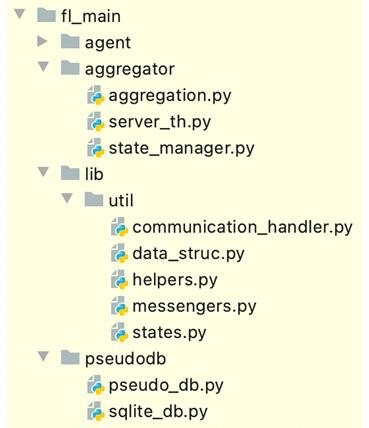 fl_main
agent
aggregator
aggregation.py
server_th.py
state_manager.py
lib
util
communication_handler.py
data_struc.py
helpers.py
messengers.py
states.py
pseudodb
pseudo_db.py
sqlite_db.py